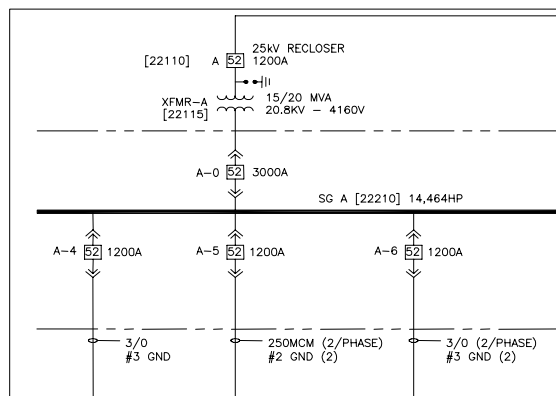 25kV RECLOSER
[22110] A 52 1200A
XFMR-A 15/20 MVA
[22115] 20.8KV – 4160V
A-0 52 3000A
SG A [22210] 14,464HP
A-4 52 1200A A-5 52 1200A A-6 52 1200A
3/0 250MCM (2/PHASE) 3/0 (2/PHASE)
#3 GND #2 GND (2) #3 GND (2)